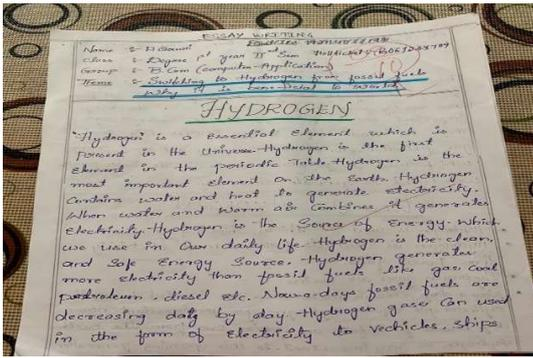 ESSAY WRITING
Name :- D. Gowri
Class :- Degree 1st year IInd Sem
Group :- B.Com (computer-Application)
Theme :- Switching to Hydrogen from fossil fuels
Why it is beneficial to world
HYDROGEN
"Hydrogen is a Essential Element which is
present in the Universe. Hydrogen is the first
Element in the periodic Table. Hydrogen is the
most important Element on the Earth. Hydrogen
Contains water and heat to generate Electricity.
When water and warm air Combines it generates
Electricity. Hydrogen is the Source of Energy. Which
we use in Our daily life. Hydrogen is the clean,
and Safe Energy Source. Hydrogen generates
more Electricity than fossil fuels like gas, coal
diesel Etc. Now-a-days fossil fuels are
decreasing day by day. Hydrogen gases Can used
in the form of Electricity to vechicles, ships